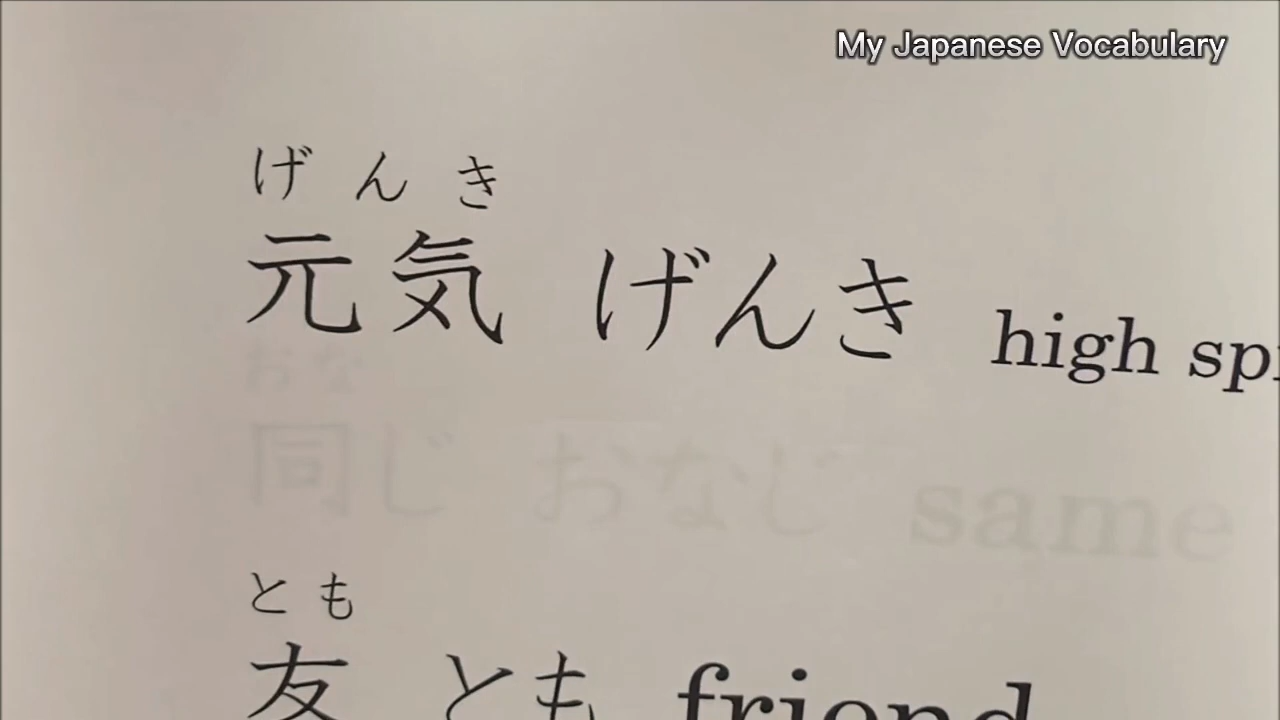 My Japanese Vocabulary
げんき
元気 げんき high sp
おな
同じ おなじ same
とも
友 とも friend